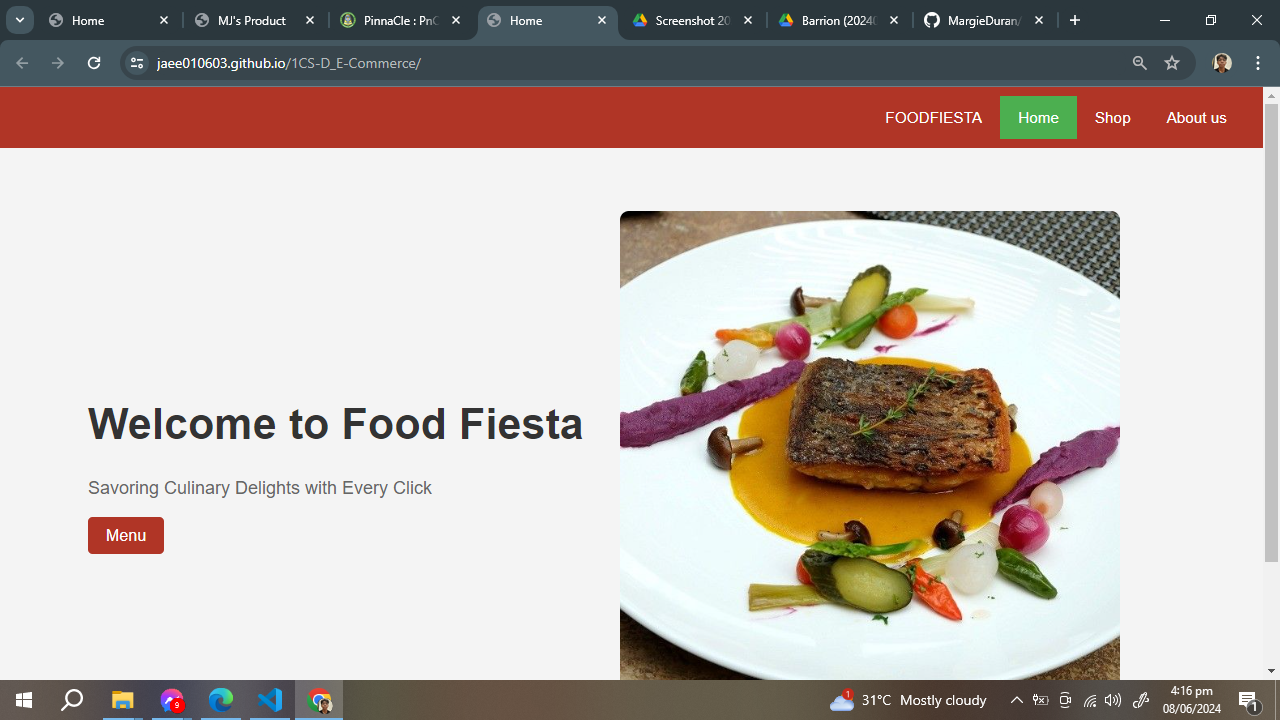 Home
MJ's Product
PinnaCle : PnC
Home
Screenshot 20
Barrion (2024
MargieDuran/
jaee010603.github.io/1CS-D_E-Commerce/
FOODFIESTA
Home
Shop
About us
Welcome to Food Fiesta
Savoring Culinary Delights with Every Click
Menu
9
1
31°C Mostly cloudy
4:16 pm
08/06/2024
1